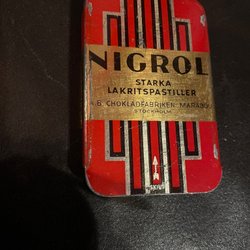 NIGROL
STARKA
LAKRITSPASTILLER
A.B. CHOKLADFABRIKEN MARABOU
STOCKHOLM